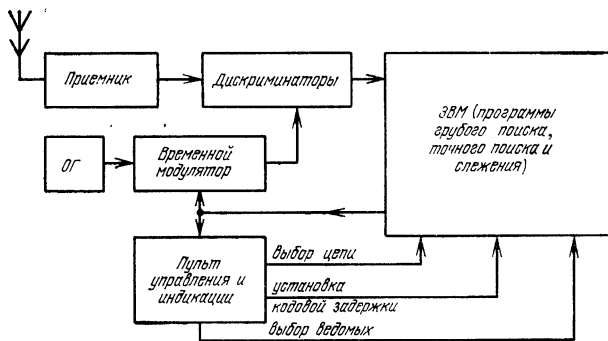 Приемник
Дискриминаторы
ЭВМ (программы
грубого поиска,
точного поиска и
слежения)
ОГ
Временной
модулятор
Пульт
управления и
индикации
выбор цепи
установка
кодовой задержки
выбор ведомых